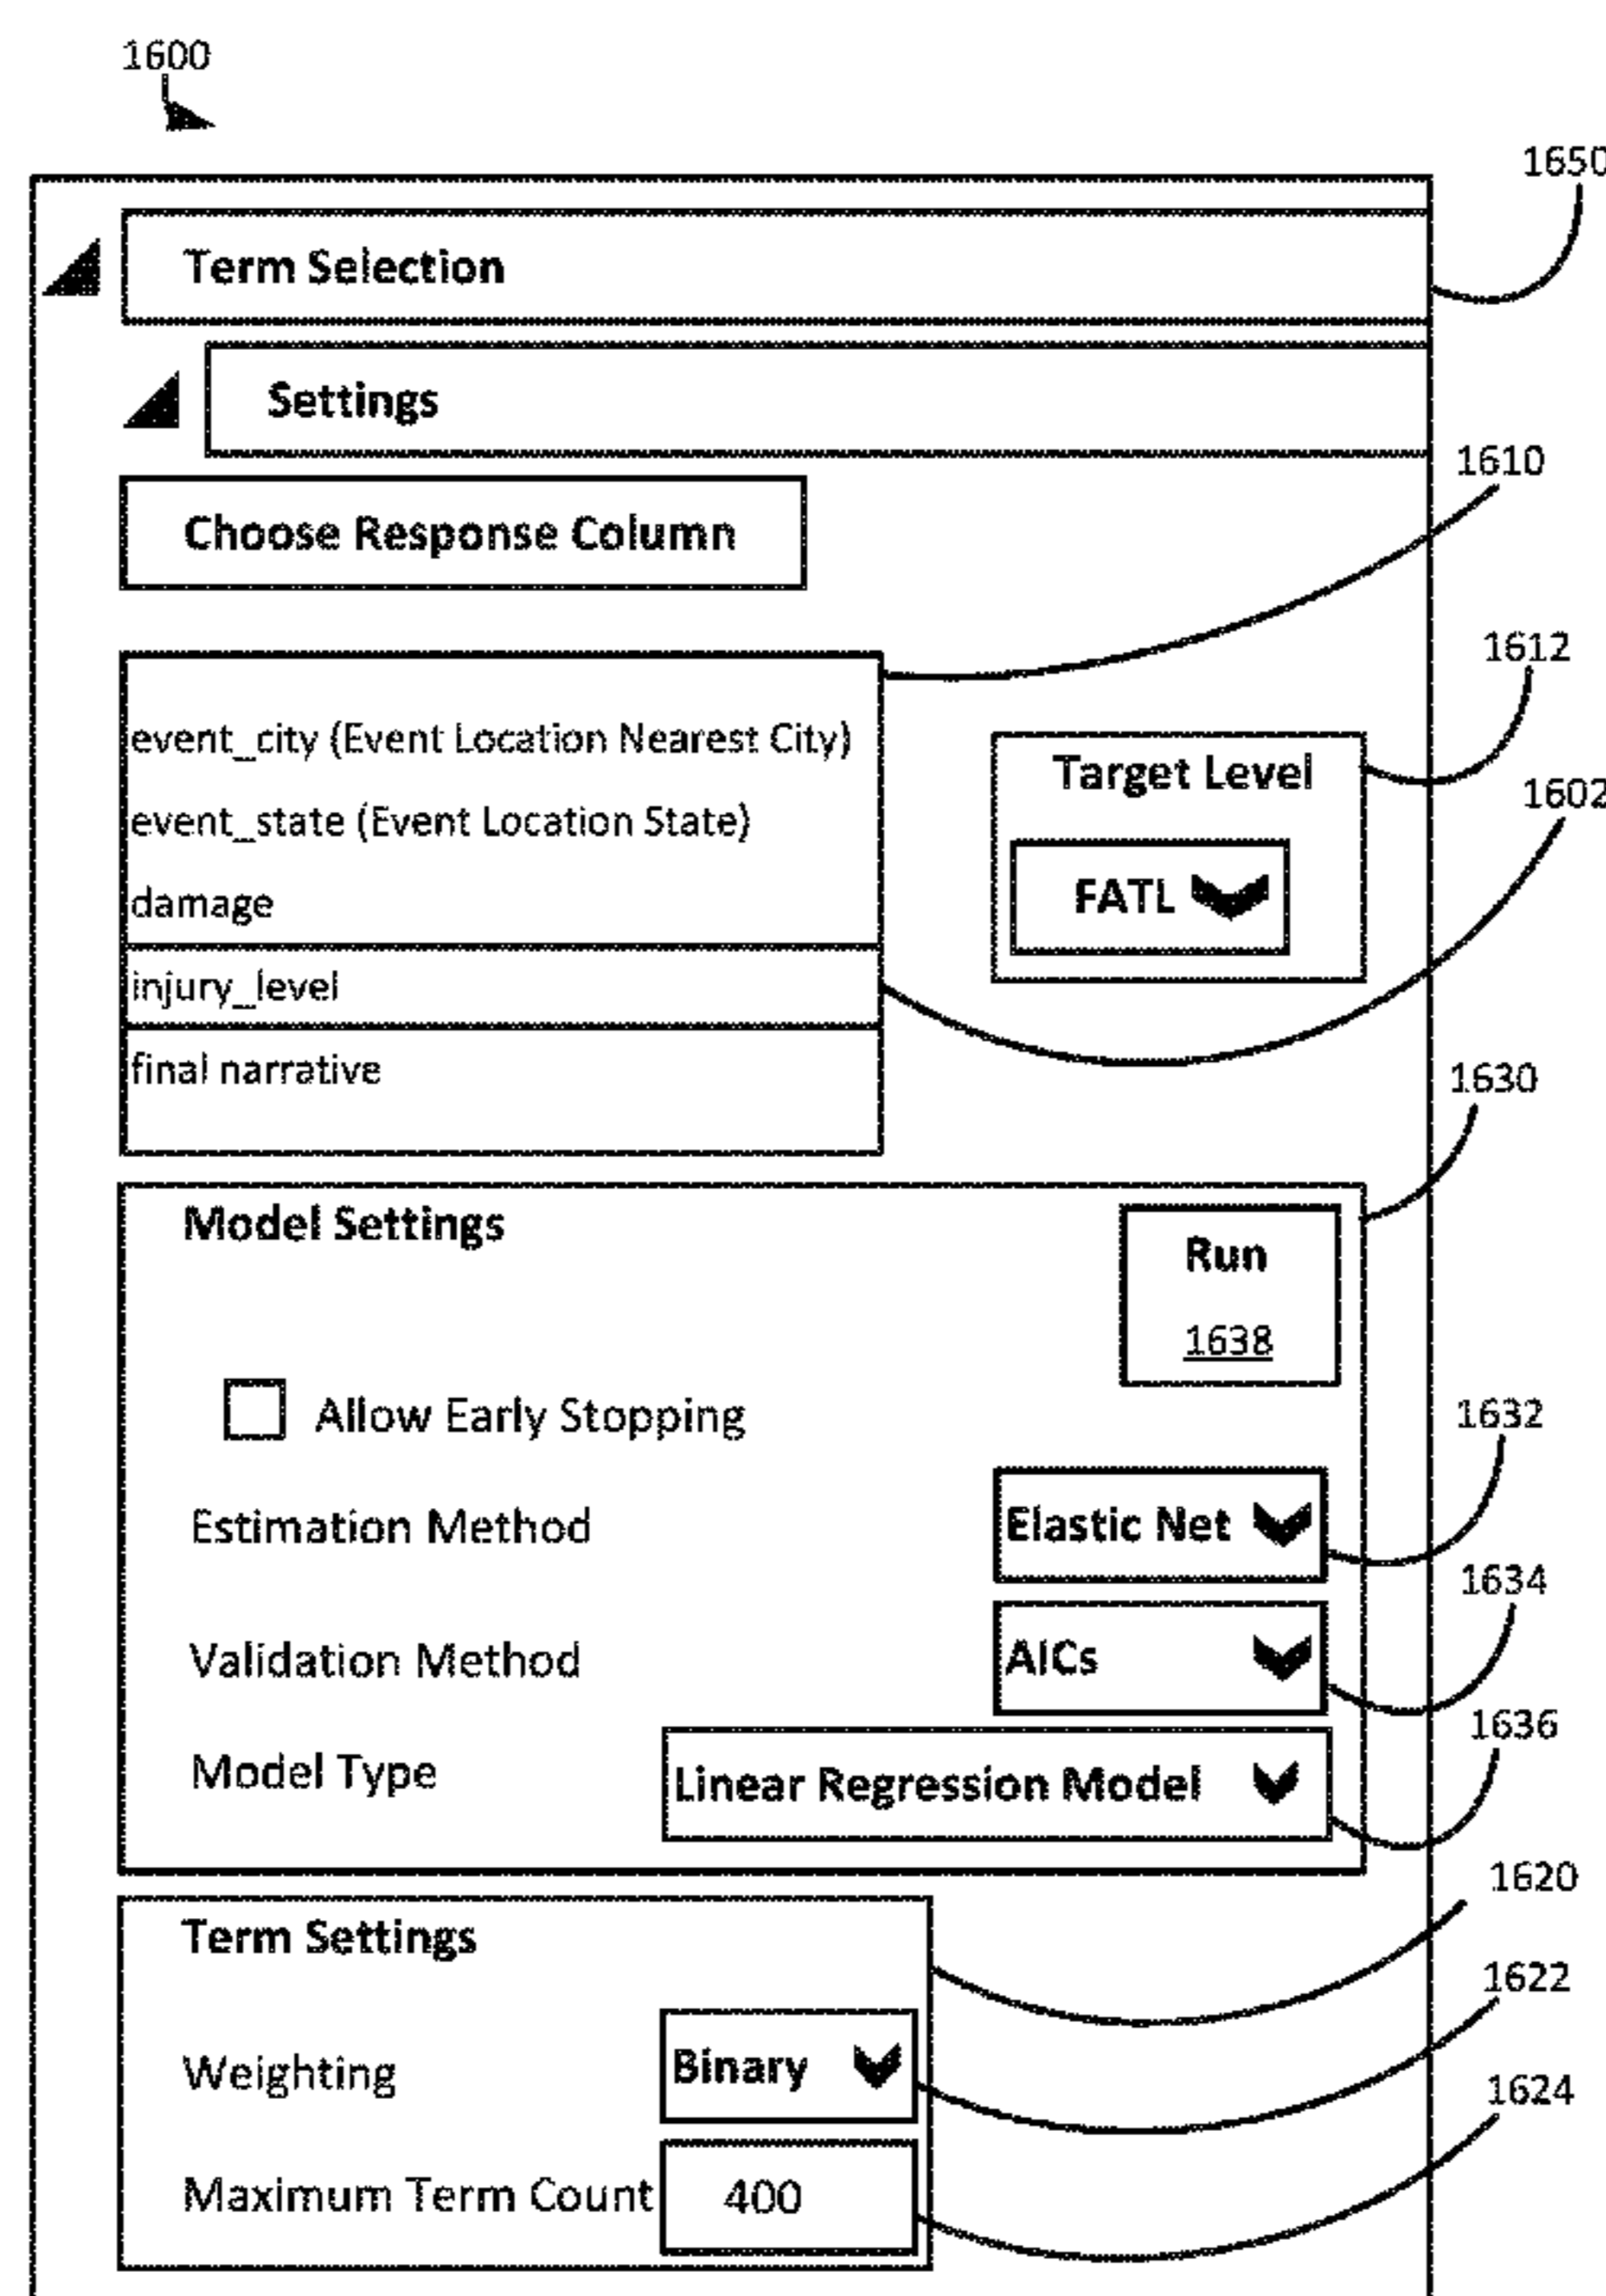 1600
1650
Term Selection
Settings
1610
Choose Response Column
1612
event_city (Event Location Nearest City)
Target Level
1602
event_state (Event Location State)
FATL
damage
injury_level
final narrative
1630
Model Settings
Run
1638
Allow Early Stopping
1632
Estimation Method
Elastic Net
1634
Validation Method
AICs
1636
Model Type
Linear Regression Model
1620
Term Settings
1622
Weighting
Binary
1624
Maximum Term Count
400